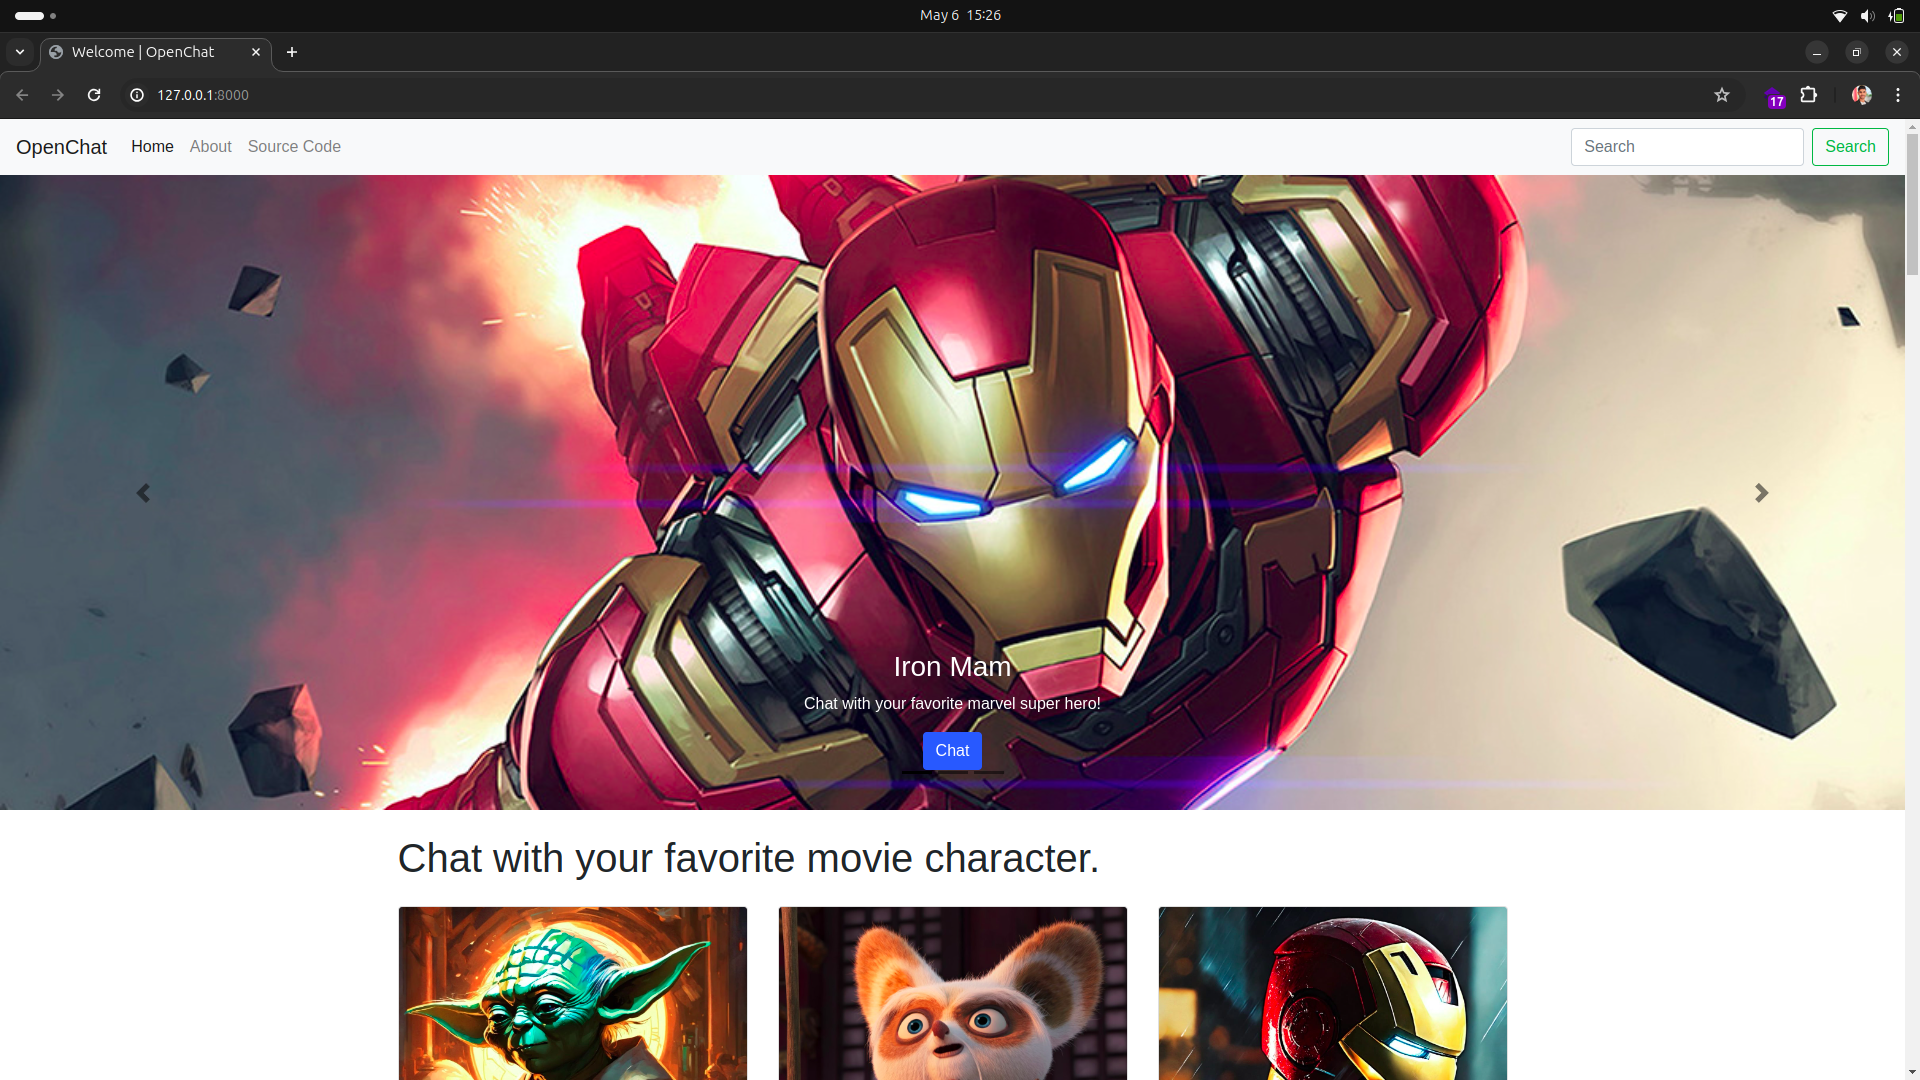 May 6 15:26
Welcome | OpenChat
127.0.0.1:8000
17
OpenChat Home About Source Code Search Search
Iron Mam
Chat with your favorite marvel super hero!
Chat
Chat with your favorite movie character.